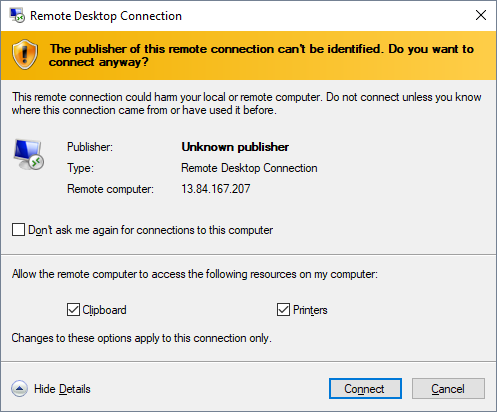 Remote Desktop Connection
The publisher of this remote connection can't be identified. Do you want to
connect anyway?
This remote connection could harm your local or remote computer. Do not connect unless you know
where this connection came from or have used it before.
Publisher: Unknown publisher
Type: Remote Desktop Connection
Remote computer: 13.84.167.207
Don't ask me again for connections to this computer
Allow the remote computer to access the following resources on my computer:
Clipboard Printers
Changes to these options apply to this connection only.
Hide Details Connect Cancel